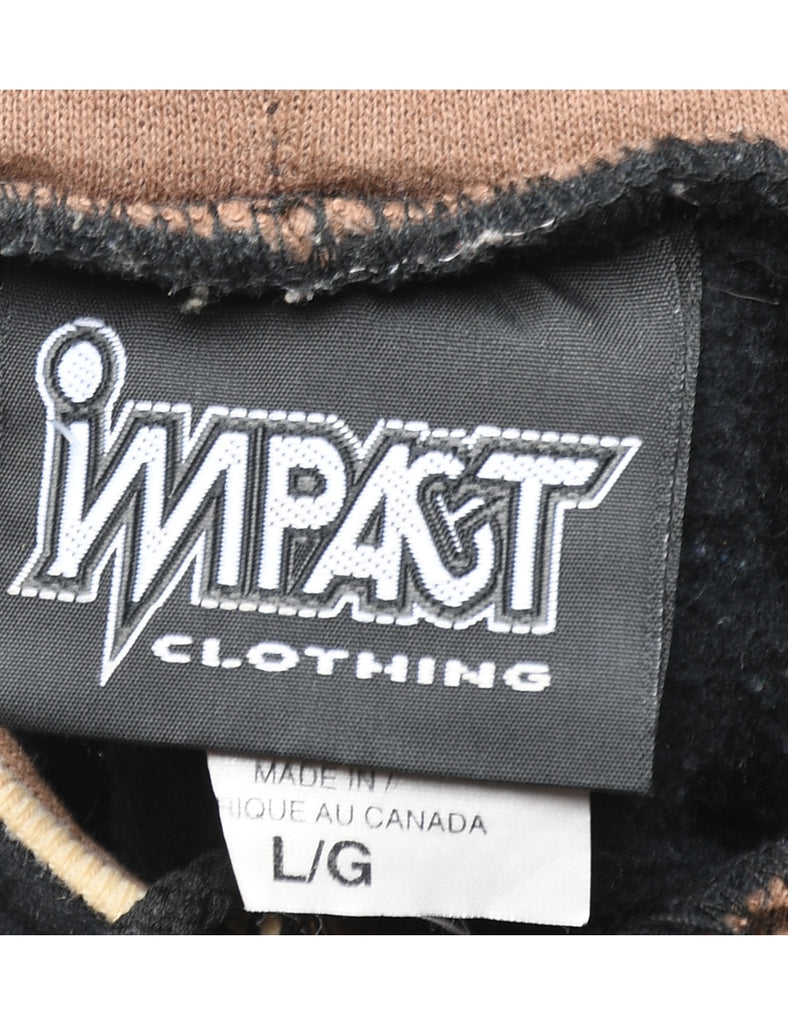 iMPACT
CLOTHING
MADE IN /
RIQUE AU CANADA
L/G